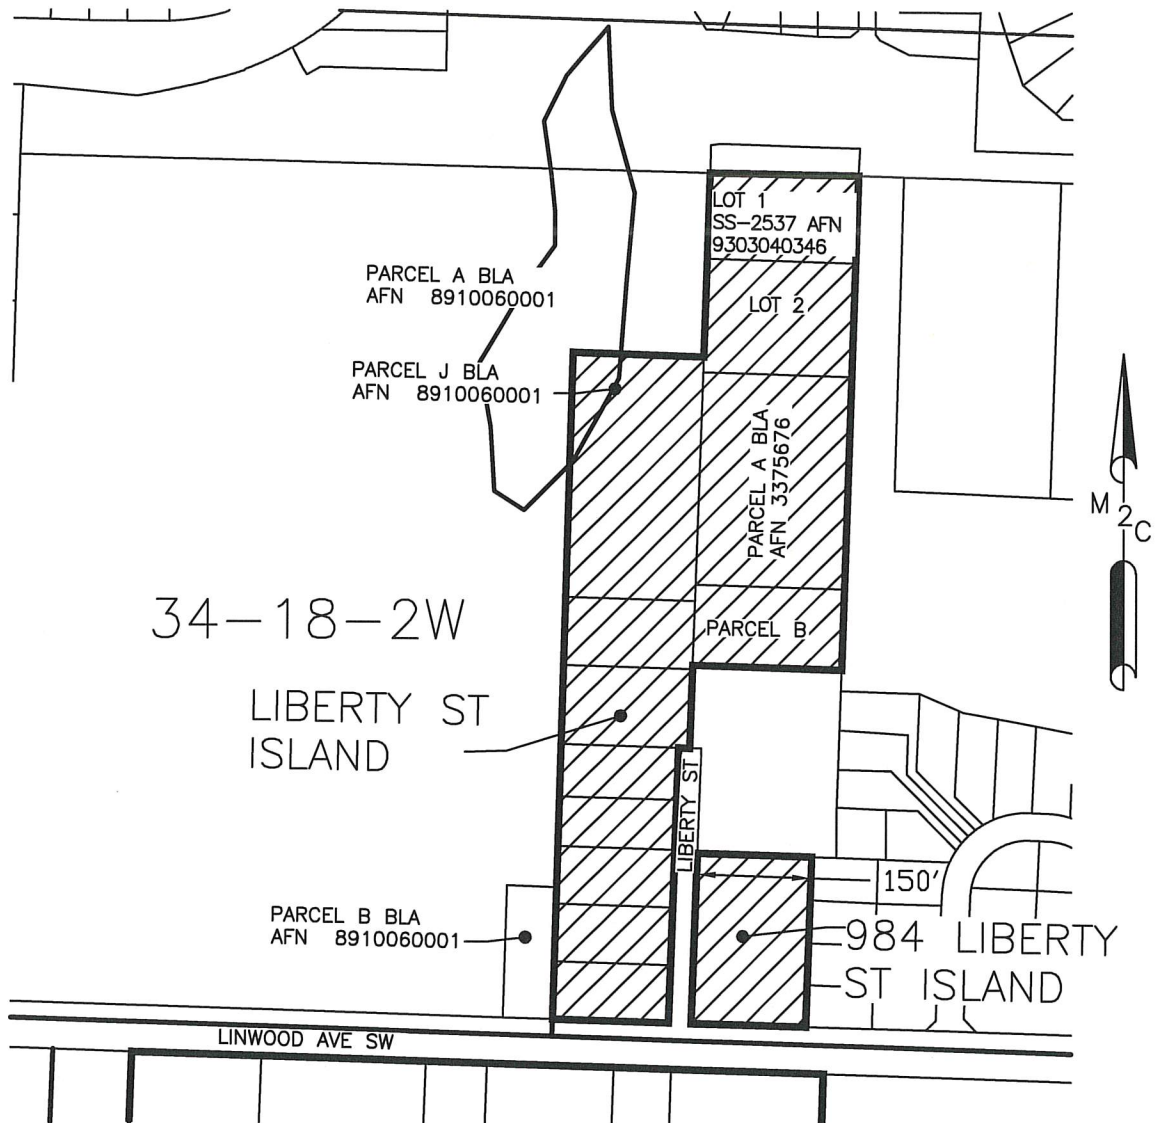 LOT 1
SS-2537 AFN
9303040346
PARCEL A BLA
AFN 8910060001
LOT 2
PARCEL J BLA
AFN 8910060001
PARCEL A BLA
AFN 3375676
M 2 C
34-18-2W
PARCEL B
LIBERTY ST
ISLAND
LIBERTY ST
150'
PARCEL B BLA
AFN 8910060001
984 LIBERTY
ST ISLAND
LINWOOD AVE SW